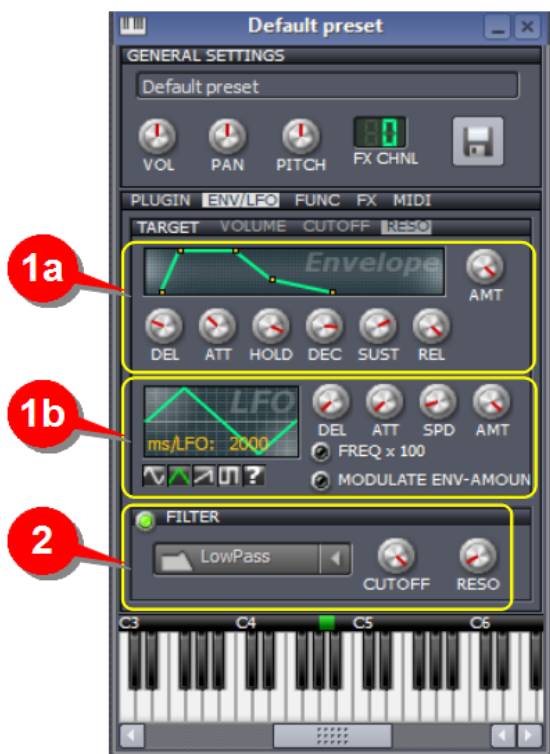 Default preset
GENERAL SETTINGS
Default preset
VOL PAN PITCH FX CHNL
PLUGIN ENV/LFO FUNC FX MIDI
TARGET VOLUME CUTOFF RESO
1a
Envelope
AMT
DEL ATT HOLD DEC SUST REL
1b
LFO
ms/LFO: 2000
DEL ATT SPD AMT
FREQ x 100
?
MODULATE ENV-AMOUN
2
FILTER
LowPass
CUTOFF RESO
C3 C4 C5 C6